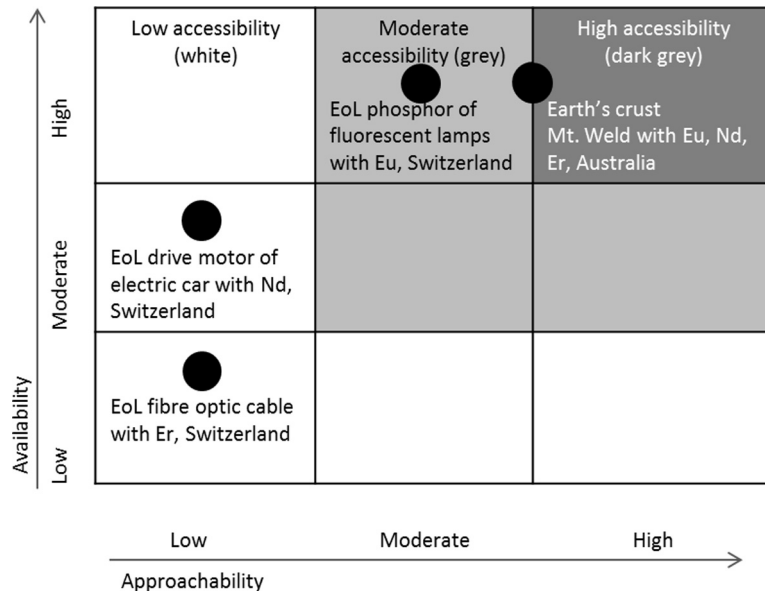 Low accessibility
(white)
Moderate
accessibility (grey)
High accessibility
(dark grey)
EoL phosphor of
fluorescent lamps
with Eu, Switzerland
Earth's crust
Mt. Weld with Eu, Nd,
Er, Australia
High
EoL drive motor of
electric car with Nd,
Switzerland
Moderate
EoL fibre optic cable
with Er, Switzerland
Low
Availability
Low
Moderate
High
Approachability